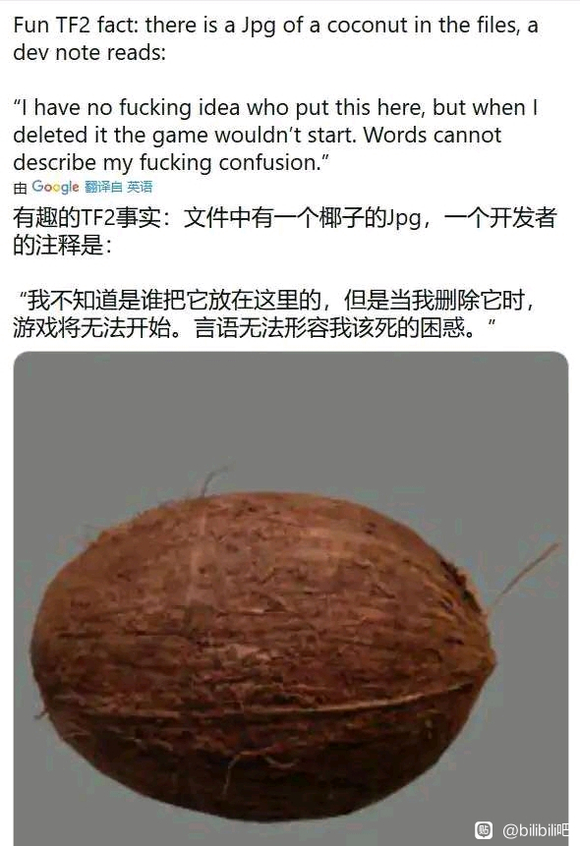 Fun TF2 fact: there is a Jpg of a coconut in the files, a
dev note reads:
“I have no fucking idea who put this here, but when I
deleted it the game wouldn’t start. Words cannot
describe my fucking confusion.”
由 Google 翻译自 英语
有趣的TF2事实：文件中有一个椰子的Jpg，一个开发者
的注释是：
“我不知道是谁把它放在这里的，但是当我删除它时，
游戏将无法开始。言语无法形容我该死的困惑。”
贴 @bilibili吧